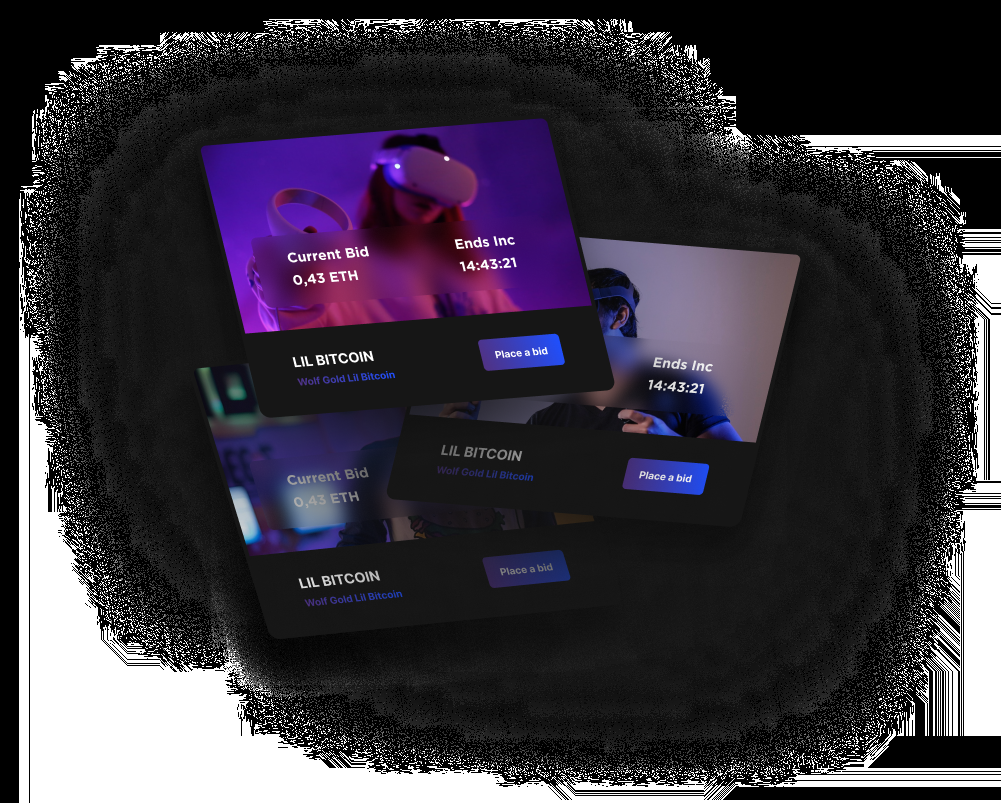 Current Bid
0,43 ETH
Ends Inc
14:43:21
LIL BITCOIN
Wolf Gold Lil Bitcoin
Place a bid
Ends Inc
14:43:21
LIL BITCOIN
Wolf Gold Lil Bitcoin
Place a bid
Current Bid
0,43 ETH
LIL BITCOIN
Wolf Gold Lil Bitcoin
Place a bid